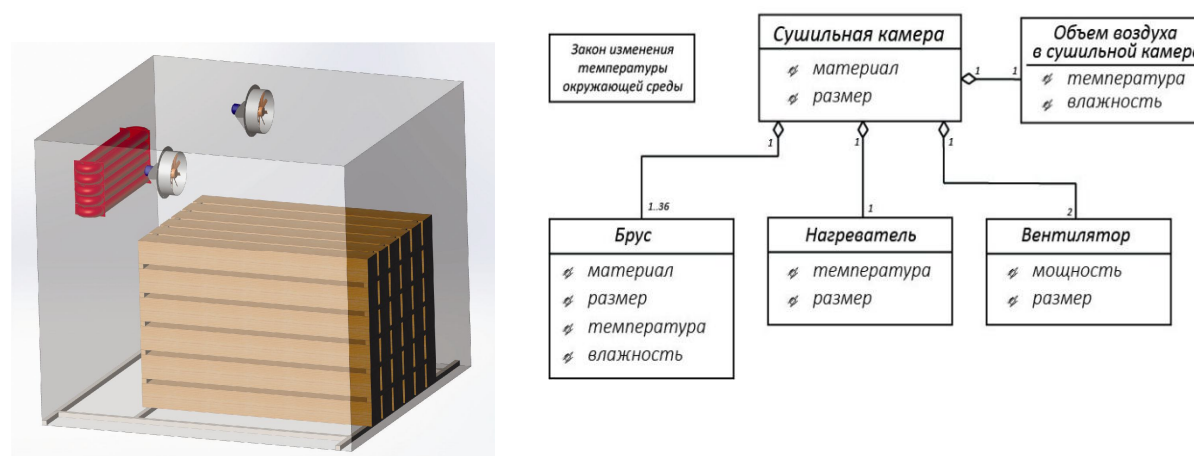 Закон изменения
температуры
окружающей среды
Сушильная камера
материал
размер
Объем воздуха
в сушильной камере
температура
влажность
1
1
1
1
1
1..36
1
2
Брус
материал
размер
температура
влажность
Нагреватель
температура
размер
Вентилятор
мощность
размер